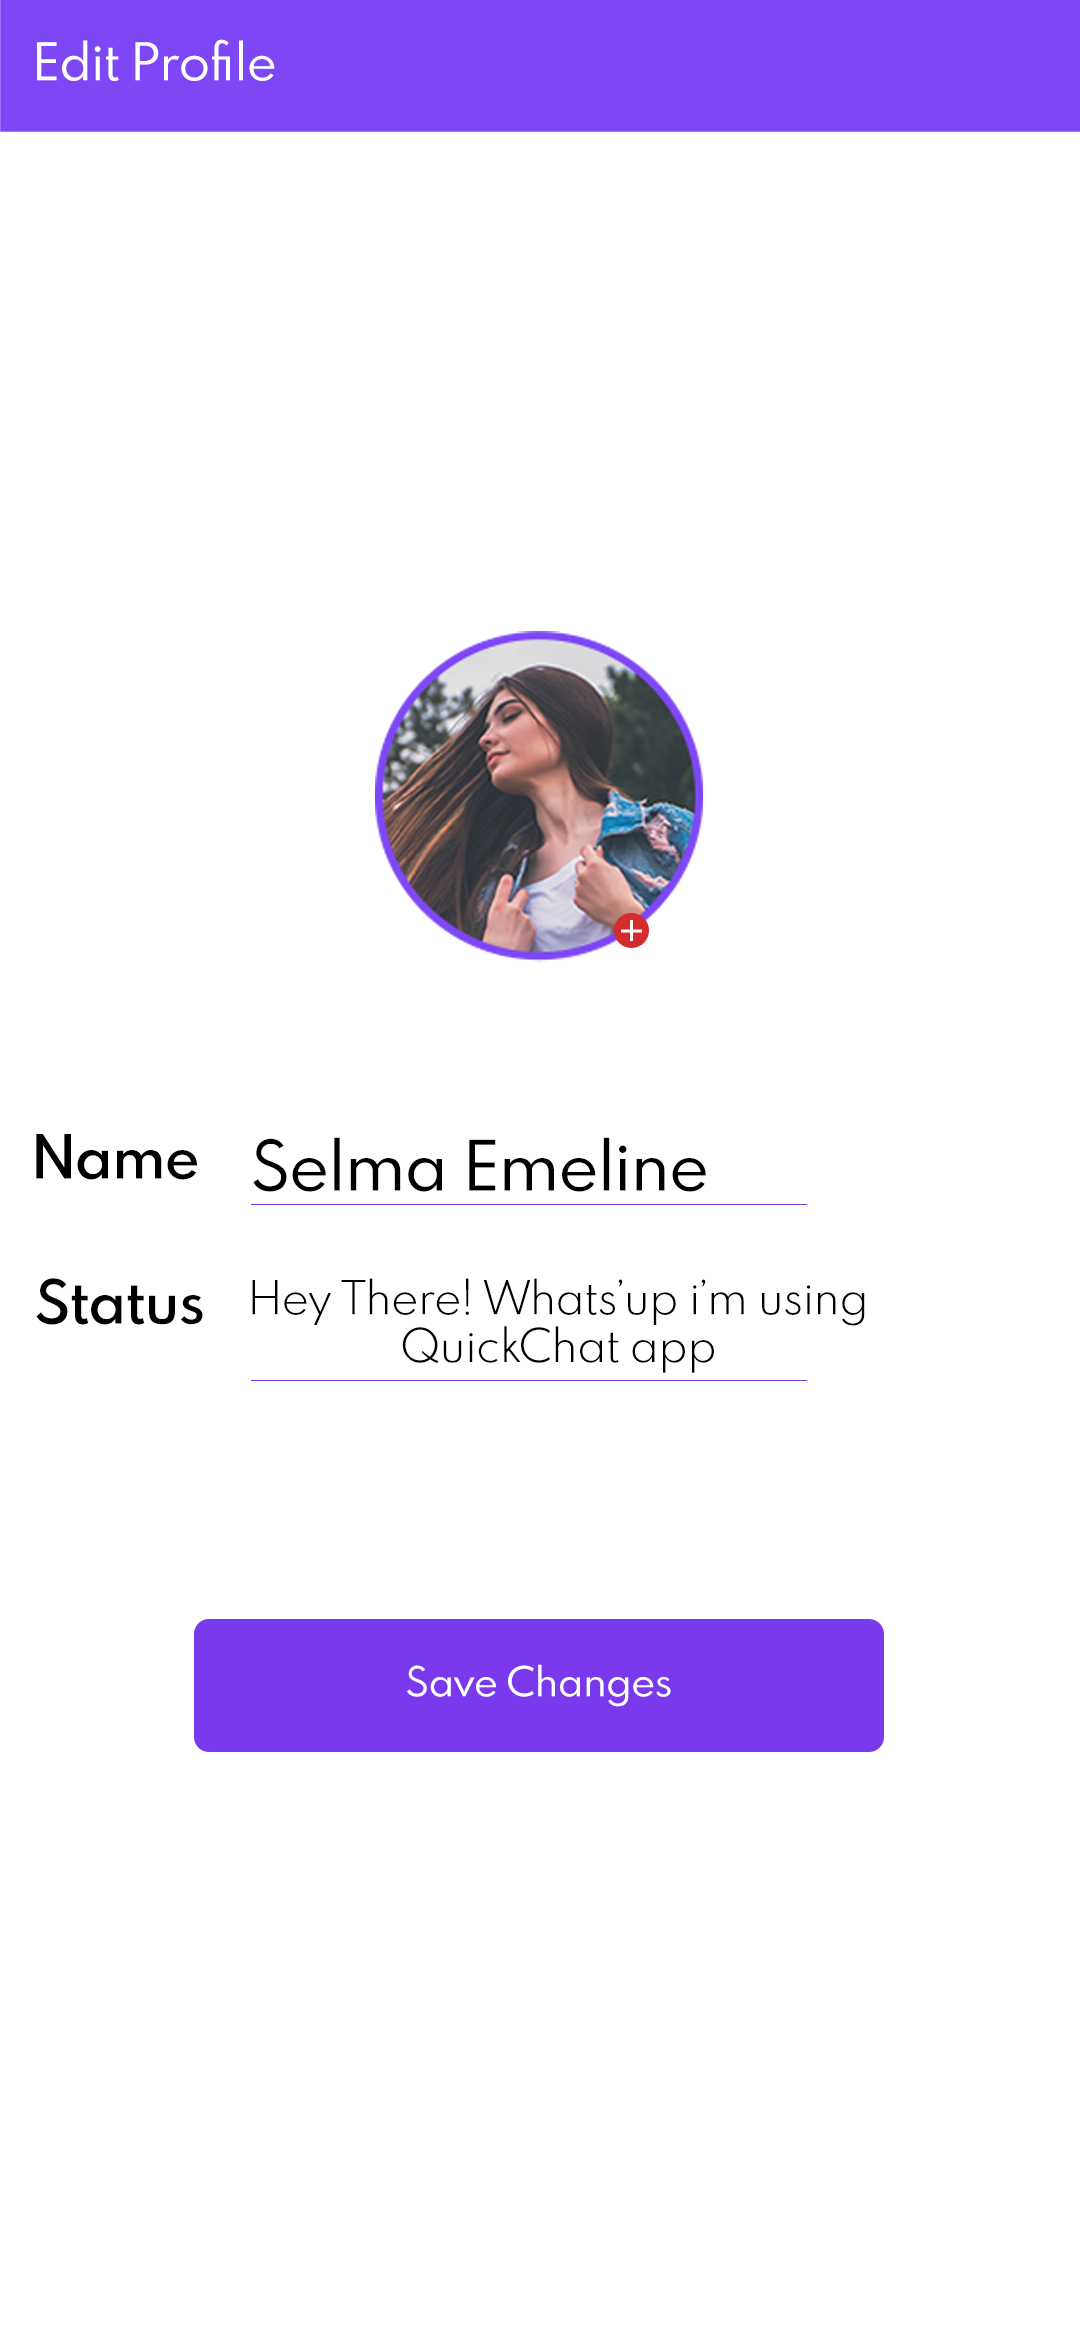 Edit Profile
Name
Selma Emeline
Status
Hey There! Whats’up i’m using
QuickChat app
Save Changes